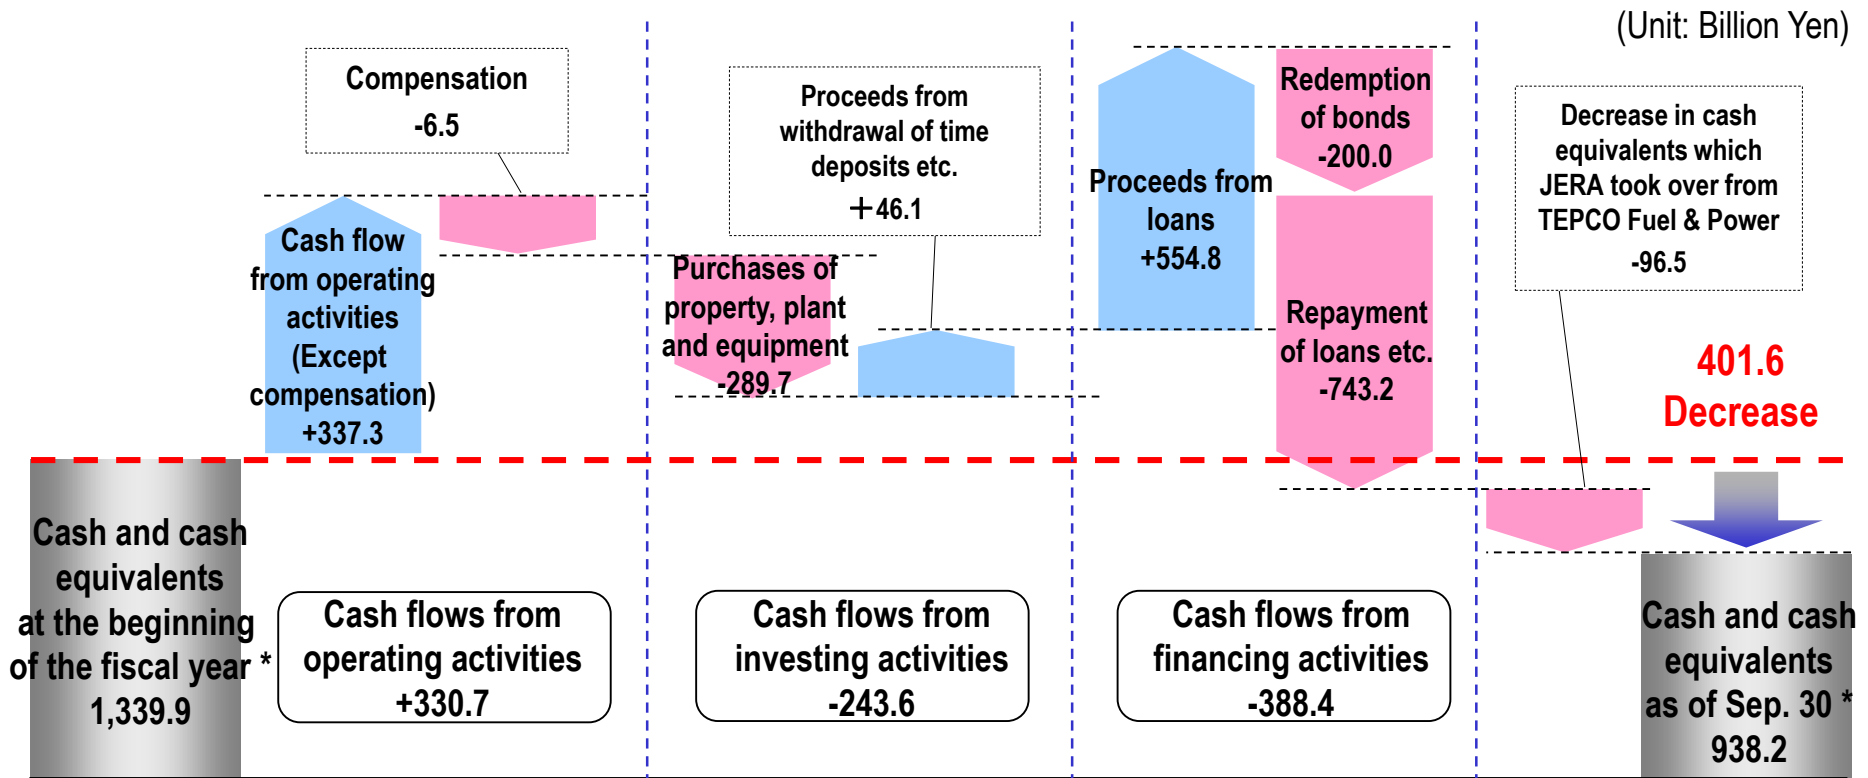 (Unit: Billion Yen)
Compensation
-6.5
Cash flow
from operating
activities
(Except
compensation)
+337.3
Proceeds from
withdrawal of time
deposits etc.
＋46.1
Purchases of
property, plant
and equipment
-289.7
Proceeds from
loans
+554.8
Redemption
of bonds
-200.0
Repayment
of loans etc.
-743.2
Decrease in cash
equivalents which
JERA took over from
TEPCO Fuel & Power
-96.5
401.6
Decrease
Cash and cash
equivalents
at the beginning
of the fiscal year *
1,339.9
Cash flows from
operating activities
+330.7
Cash flows from
investing activities
-243.6
Cash flows from
financing activities
-388.4
Cash and cash
equivalents
as of Sep. 30 *
938.2